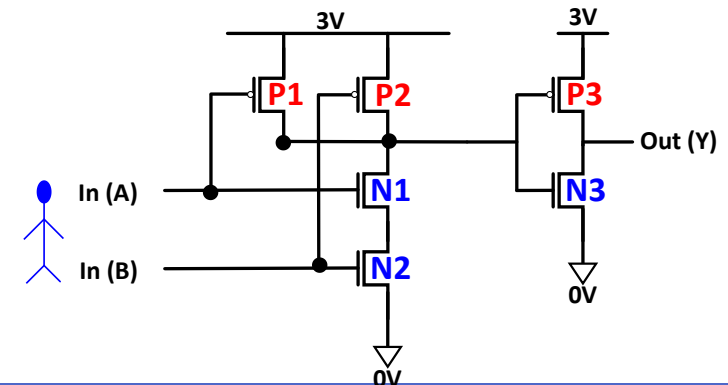 3V
3V
P1
P2
P3
Out (Y)
In (A)
N1
N3
In (B)
N2
0V
0V